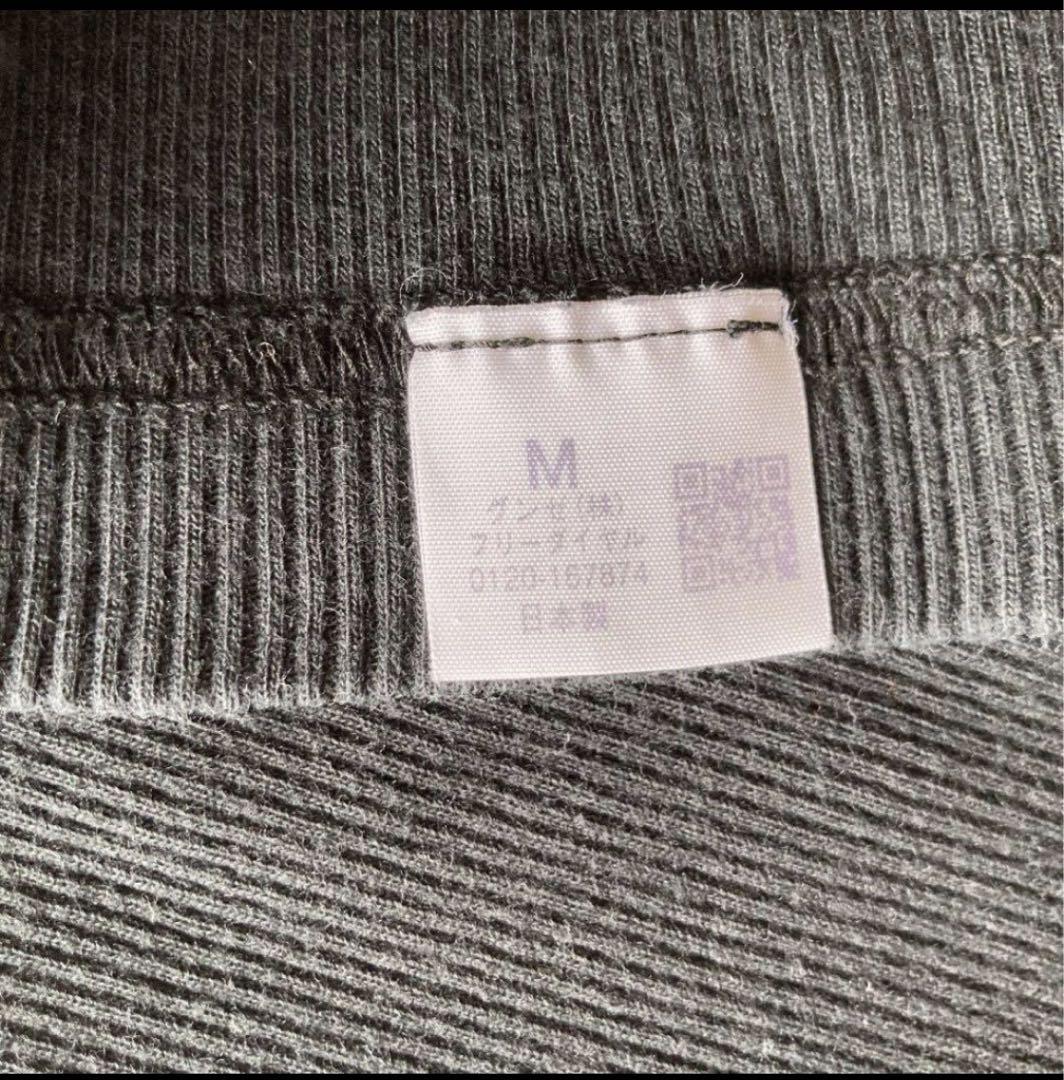 M
グンゼ(株)
フリーダイヤル
0120-167874
日本製